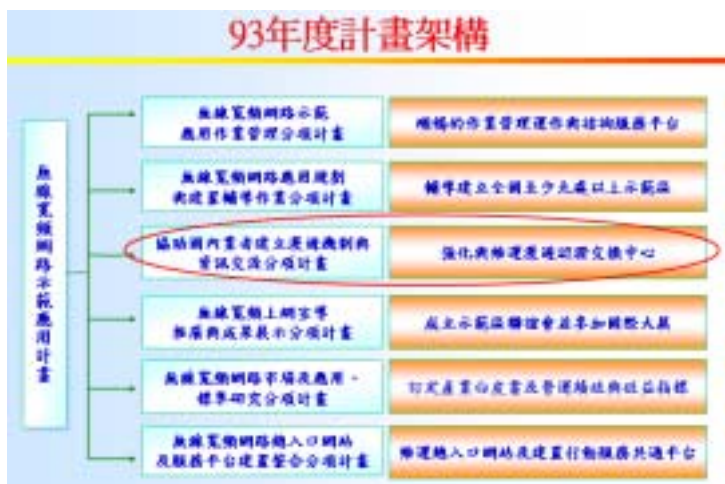 93年度計畫架構
無線寬頻網路示範應用計畫
無線寬頻網路示範
應用作業管理分項計畫
順暢的作業管理運作與諮詢服務平台
無線寬頻網路應用規劃
與建置輔導作業分項計畫
輔導建立全國至少九處以上示範區
協助國內業者建立漫遊機制與
資訊交流分項計畫
強化與維運漫遊認證交換中心
無線寬頻上網宣導
推廣與成果展示分項計畫
成立示範區聯誼會並參加國際大展
無線寬頻網路市場及應用、
標準研究分項計畫
訂定產業白皮書及營運績效與效益指標
無線寬頻網路總入口網站
及服務平台建置整合分項計畫
維運總入口網站及建置行動服務共通平台